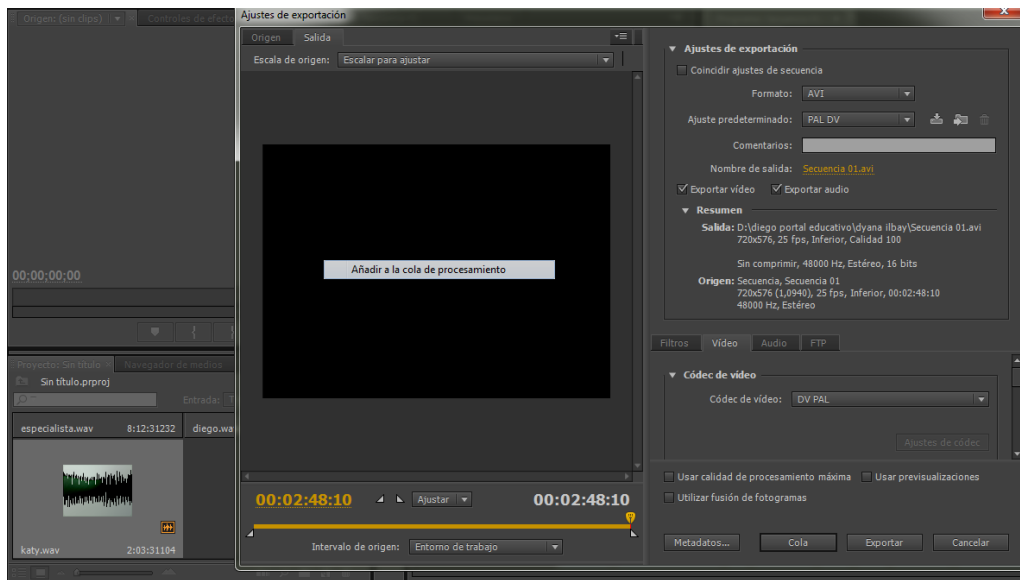 Origen: (sin clips)
Controles de efecto
00;00;00;00
Proyecto: Sin título
Navegador de medios
Sin título.prproj
Entrada: T
especialista.wav 8:12:31232
diego.wa
katy.wav 2:03:31104
Ajustes de exportación
Origen Salida
Escala de origen: Escalar para ajustar
Añadir a la cola de procesamiento
00:02:48:10 Ajustar 00:02:48:10
Intervalo de origen: Entorno de trabajo
Ajustes de exportación
Coincidir ajustes de secuencia
Formato: AVI
Ajuste predeterminado: PAL DV
Comentarios:
Nombre de salida: Secuencia 01.avi
Exportar vídeo Exportar audio
Resumen
Salida: D:\diego portal educativo\dyana ilbay\Secuencia 01.avi
720x576, 25 fps, Inferior, Calidad 100
Sin comprimir, 48000 Hz, Estéreo, 16 bits
Origen: Secuencia, Secuencia 01
720x576 (1,0940), 25 fps, Inferior, 00:02:48:10
48000 Hz, Estéreo
Filtros Vídeo Audio FTP
Códec de vídeo
Códec de vídeo: DV PAL
Ajustes de códec
Usar calidad de procesamiento máxima Usar previsualizaciones
Utilizar fusión de fotogramas
Metadatos... Cola Exportar Cancelar